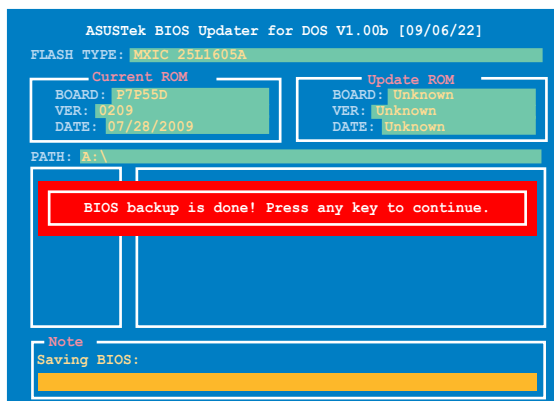 ASUSTek BIOS Updater for DOS V1.00b [09/06/22]
FLASH TYPE: MXIC 25L1605A
Current ROM
BOARD: P7P55D
VER: 0209
DATE: 07/28/2009
Update ROM
BOARD: Unknown
VER: Unknown
DATE: Unknown
PATH: A:\
BIOS backup is done! Press any key to continue.
Note
Saving BIOS: